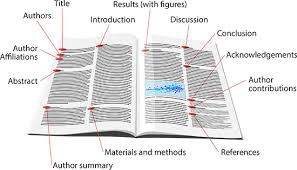 Title
Authors
Introduction
Results (with figures)
Discussion
Conclusion
Author
Affiliations
Acknowledgements
Abstract
Author
contributions
Materials and methods
References
Author summary